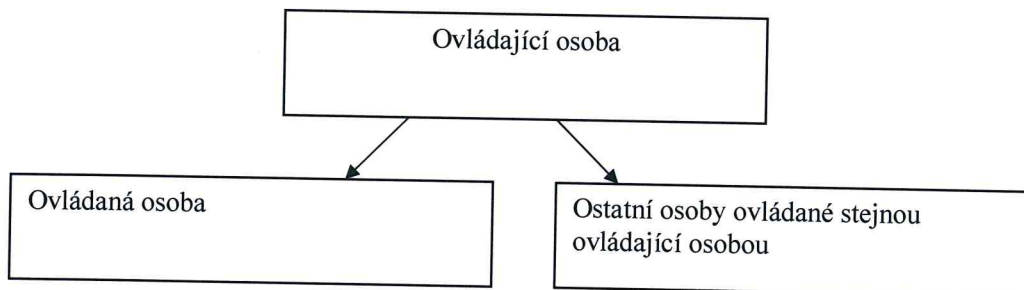 Ovládající osoba
Ovládaná osoba
Ostatní osoby ovládané stejnou
ovládající osobou